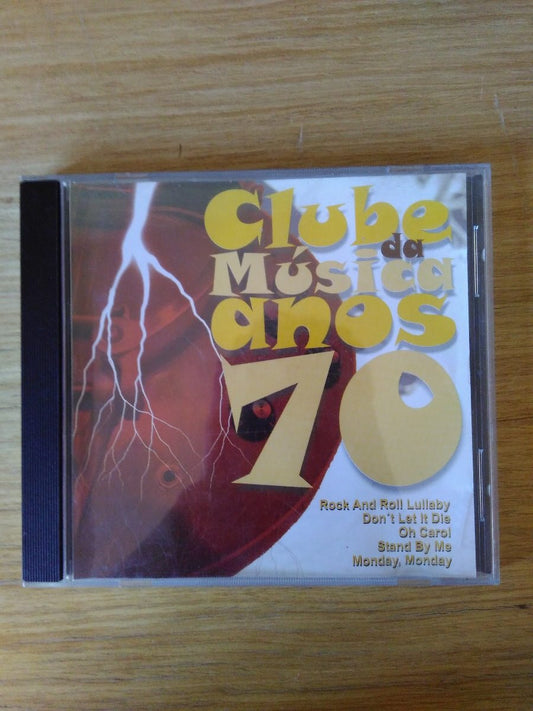 Clube
da
Música
anos
70
Rock And Roll Lullaby
Don´t Let It Die
Oh Carol
Stand By Me
Monday, Monday